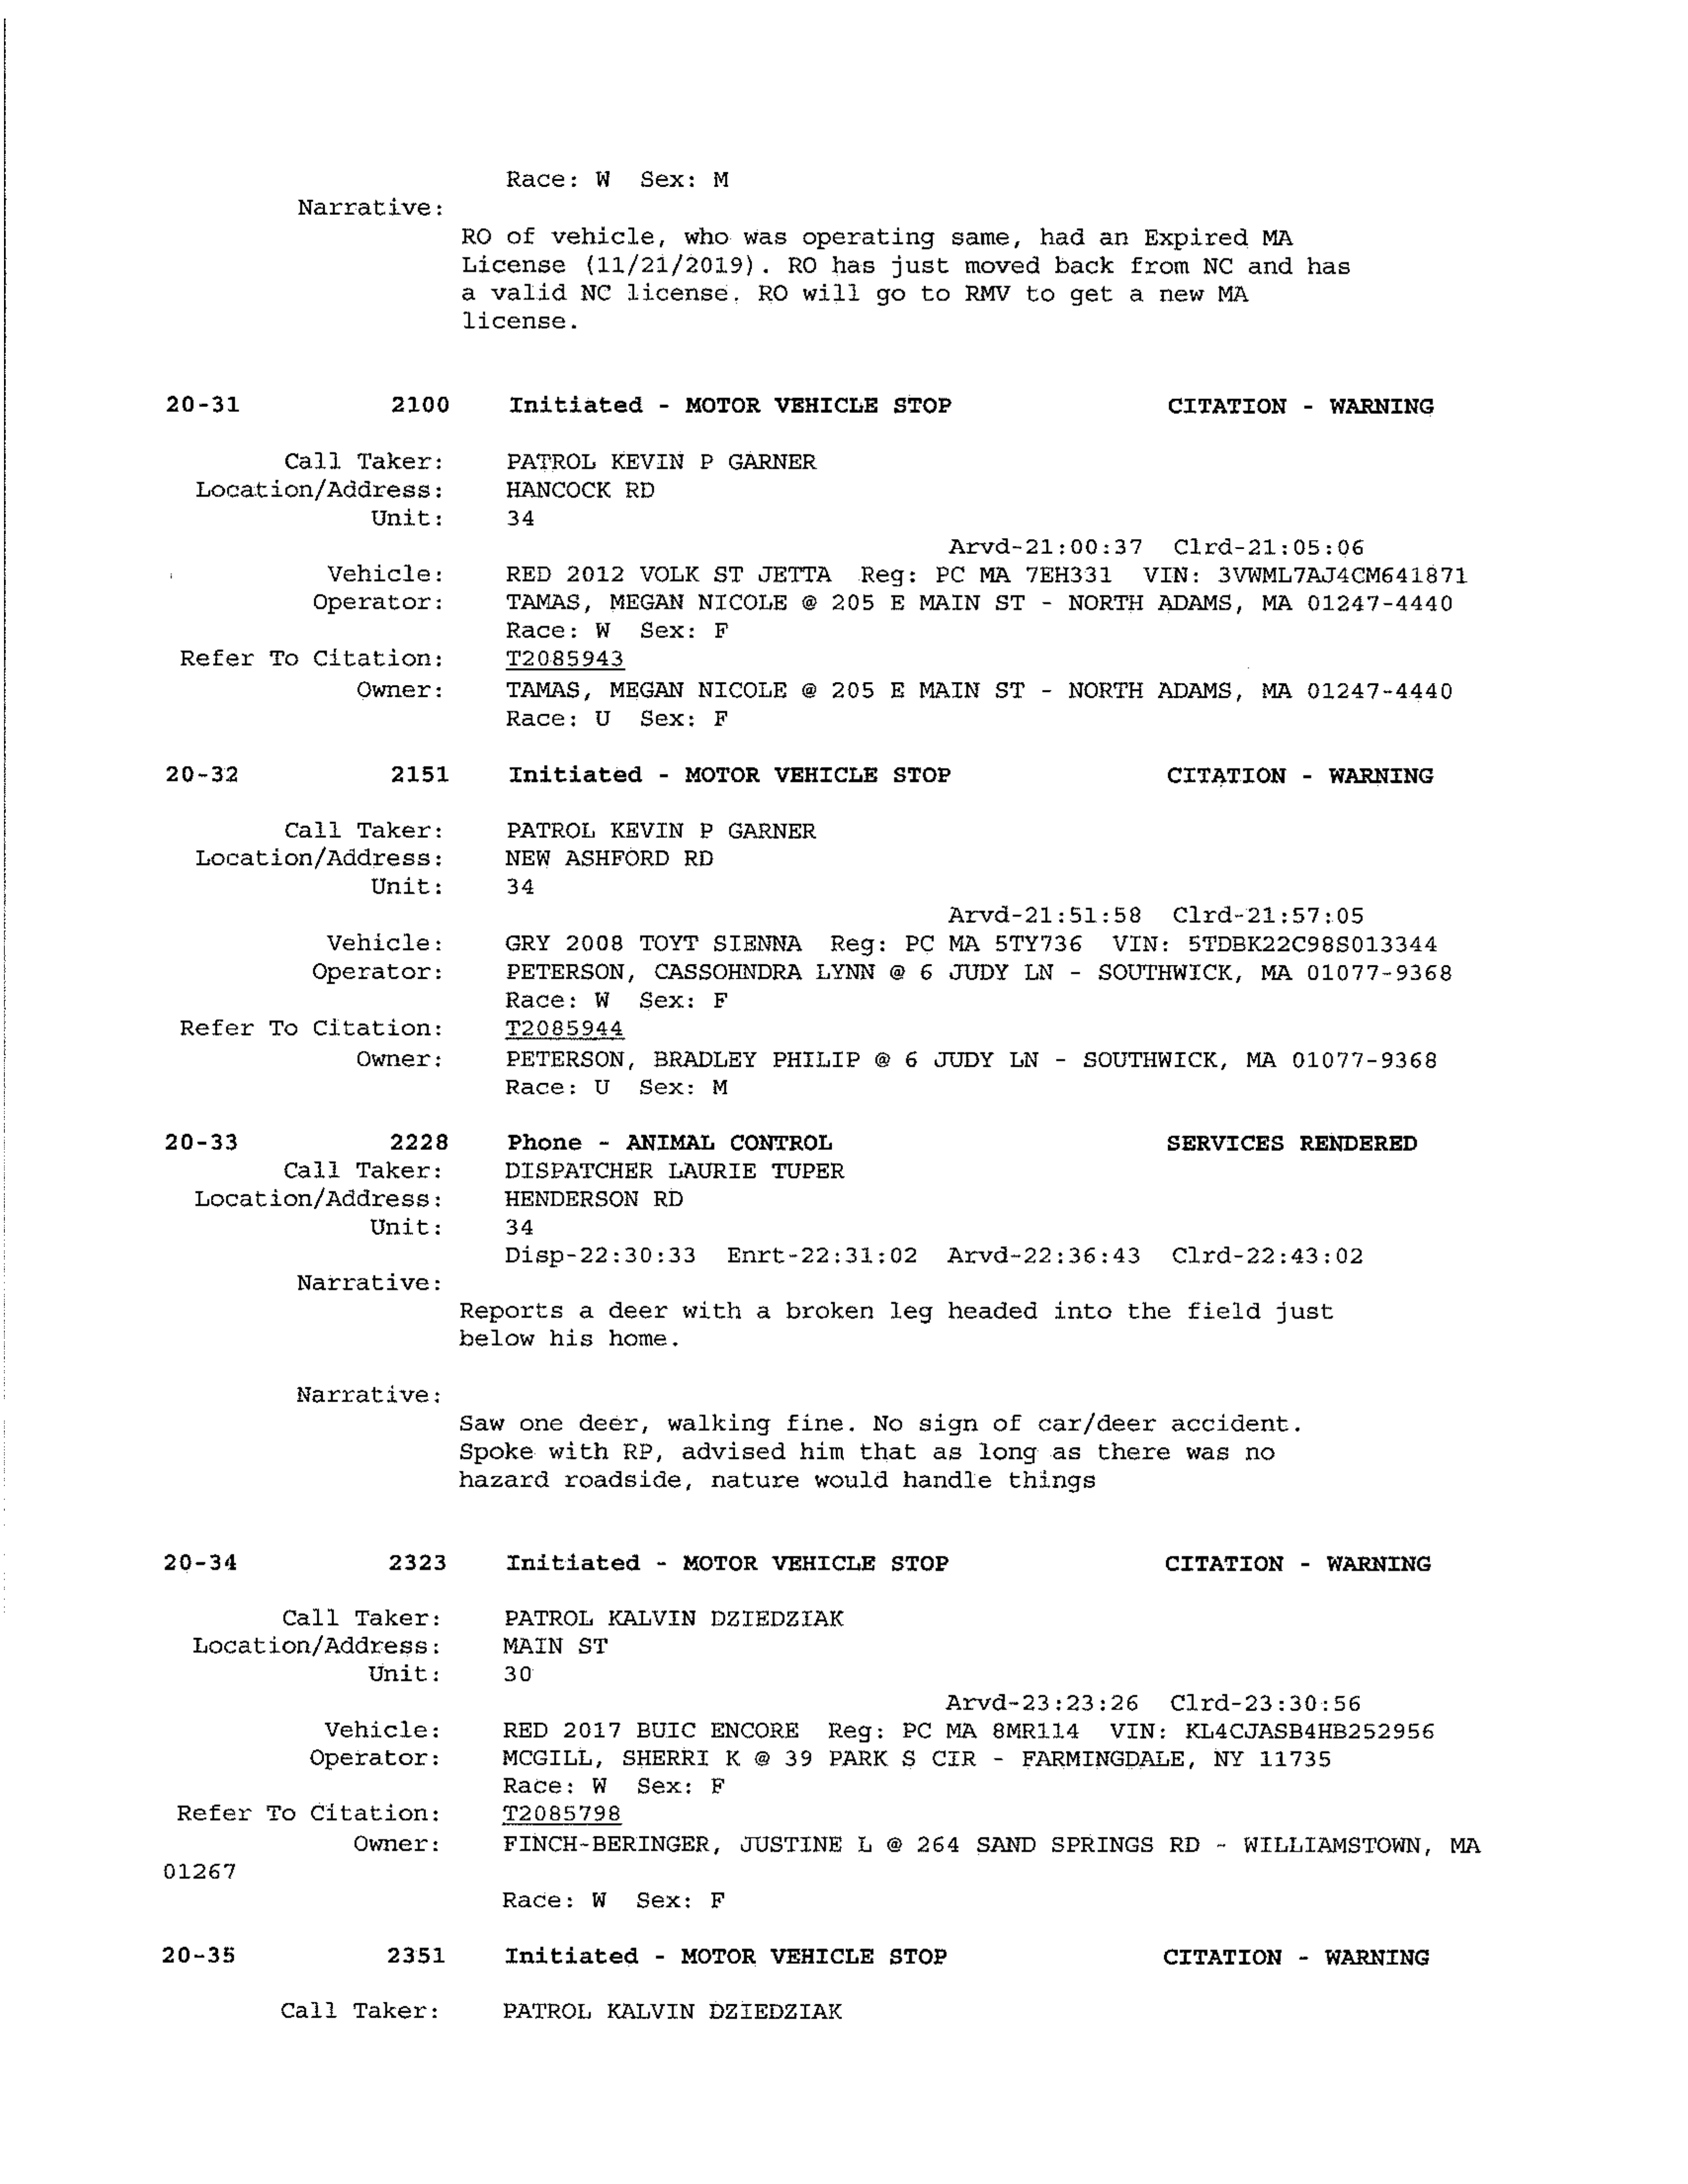 Race: W Sex: M
Narrative:
RO of vehicle, who was operating same, had an Expired MA
License (11/21/2019). RO has just moved back from NC and has
a valid NC license. RO will go to RMV to get a new MA
license.
20-31 2100 Initiated - MOTOR VEHICLE STOP CITATION - WARNING
Call Taker: PATROL KEVIN P GARNER
Location/Address: HANCOCK RD
Unit: 34
Arvd-21:00:37 Clrd-21:05:06
Vehicle: RED 2012 VOLK ST JETTA Reg: PC MA 7EH331 VIN: 3VWML7AJ4CM641871
Operator: TAMAS, MEGAN NICOLE @ 205 E MAIN ST - NORTH ADAMS, MA 01247-4440
Race: W Sex: F
Refer To Citation: T2085943
Owner: TAMAS, MEGAN NICOLE @ 205 E MAIN ST - NORTH ADAMS, MA 01247-4440
Race: U Sex: F
20-32 2151 Initiated - MOTOR VEHICLE STOP CITATION - WARNING
Call Taker: PATROL KEVIN P GARNER
Location/Address: NEW ASHFORD RD
Unit: 34
Arvd-21:51:58 Clrd-21:57:05
Vehicle: GRY 2008 TOYT SIENNA Reg: PC MA 5TY736 VIN: 5TDBK22C98S013344
Operator: PETERSON, CASSOHNDRA LYNN @ 6 JUDY LN - SOUTHWICK, MA 01077-9368
Race: W Sex: F
Refer To Citation: T2085944
Owner: PETERSON, BRADLEY PHILIP @ 6 JUDY LN - SOUTHWICK, MA 01077-9368
Race: U Sex: M
20-33 2228 Phone - ANIMAL CONTROL SERVICES RENDERED
Call Taker: DISPATCHER LAURIE TUPER
Location/Address: HENDERSON RD
Unit: 34
Disp-22:30:33 Enrt-22:31:02 Arvd-22:36:43 Clrd-22:43:02
Narrative:
Reports a deer with a broken leg headed into the field just
below his home.
Narrative:
Saw one deer, walking fine. No sign of car/deer accident.
Spoke with RP, advised him that as long as there was no
hazard roadside, nature would handle things
20-34 2323 Initiated - MOTOR VEHICLE STOP CITATION - WARNING
Call Taker: PATROL KALVIN DZIEDZIAK
Location/Address: MAIN ST
Unit: 30
Arvd-23:23:26 Clrd-23:30:56
Vehicle: RED 2017 BUIC ENCORE Reg: PC MA 8MR114 VIN: KL4CJASB4HB252956
Operator: MCGILL, SHERRI K @ 39 PARK S CIR - FARMINGDALE, NY 11735
Race: W Sex: F
Refer To Citation: T2085798
Owner: FINCH-BERINGER, JUSTINE L @ 264 SAND SPRINGS RD - WILLIAMSTOWN, MA
01267
Race: W Sex: F
20-35 2351 Initiated - MOTOR VEHICLE STOP CITATION - WARNING
Call Taker: PATROL KALVIN DZIEDZIAK